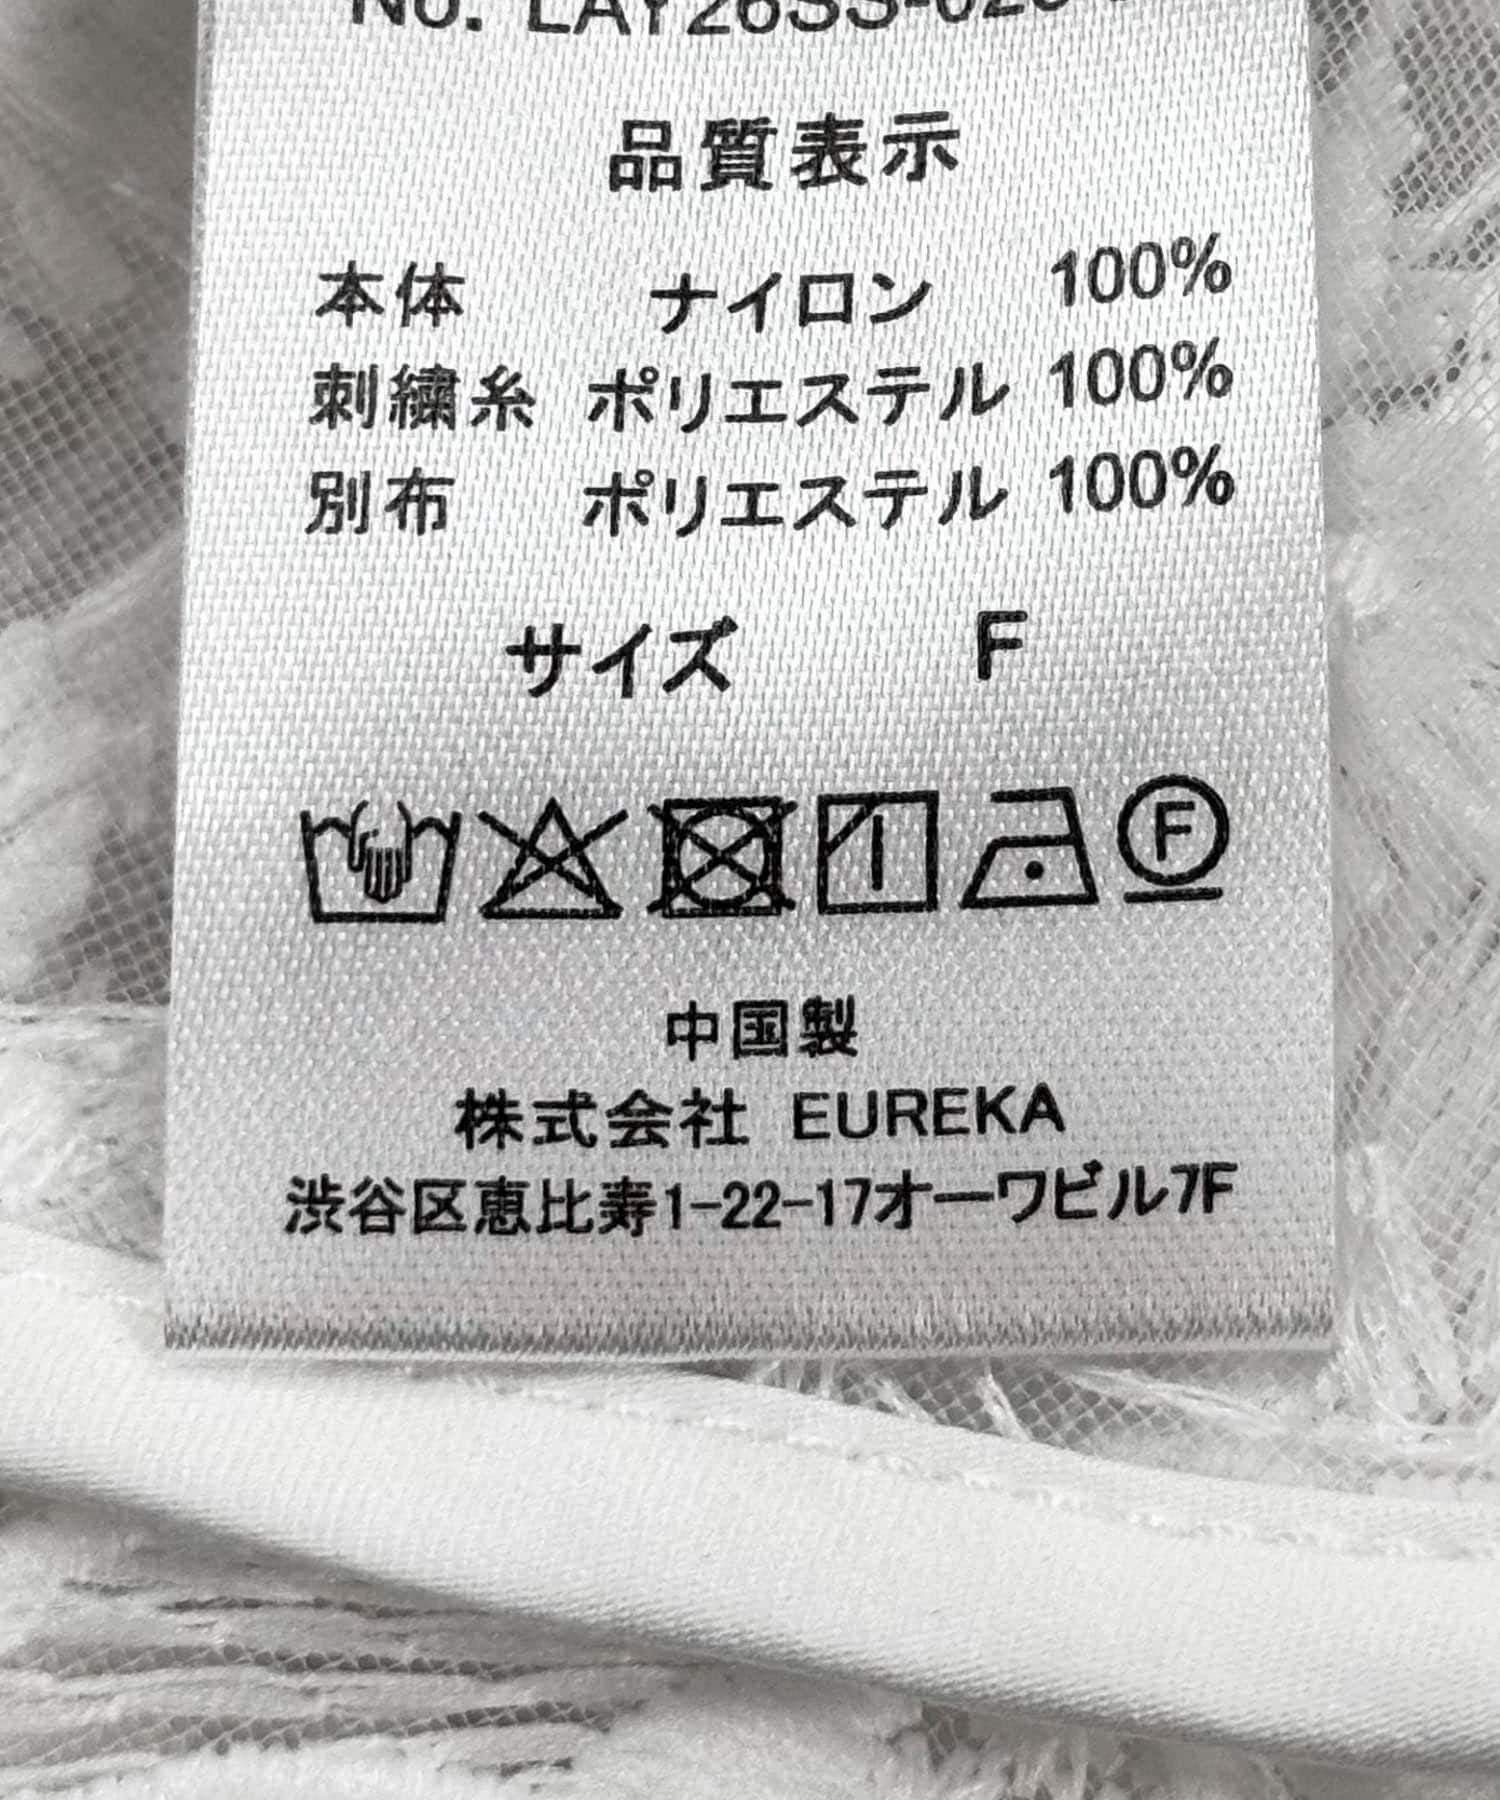 No. LAY26SS-020
品質表示
本体 ナイロン 100%
刺繍糸 ポリエステル 100%
別布 ポリエステル 100%
サイズ F
F
中国製
株式会社 EUREKA
渋谷区恵比寿1-22-17オーワビル7F